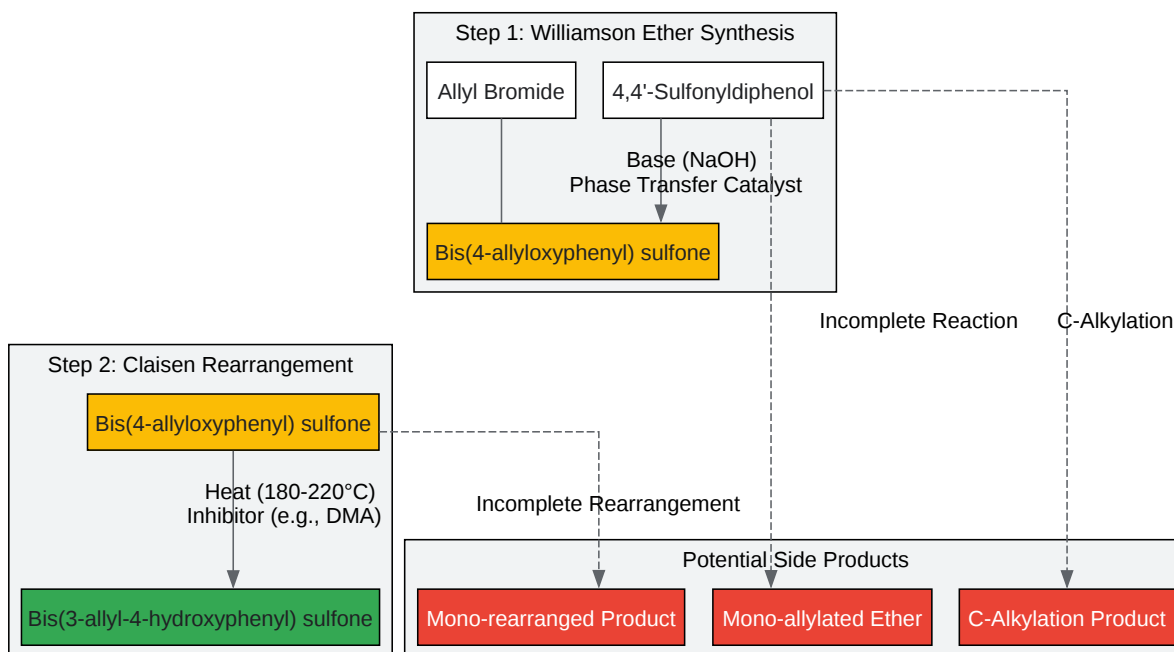 Step 1: Williamson Ether Synthesis
Allyl Bromide
4,4'-Sulfonyldiphenol
Base (NaOH)
Phase Transfer Catalyst
Bis(4-allyloxyphenyl) sulfone
Incomplete Reaction
C-Alkylation
Step 2: Claisen Rearrangement
Bis(4-allyloxyphenyl) sulfone
Heat (180-220°C)
Inhibitor (e.g., DMA)
Incomplete Rearrangement
Bis(3-allyl-4-hydroxyphenyl) sulfone
Potential Side Products
Mono-rearranged Product
Mono-allylated Ether
C-Alkylation Product